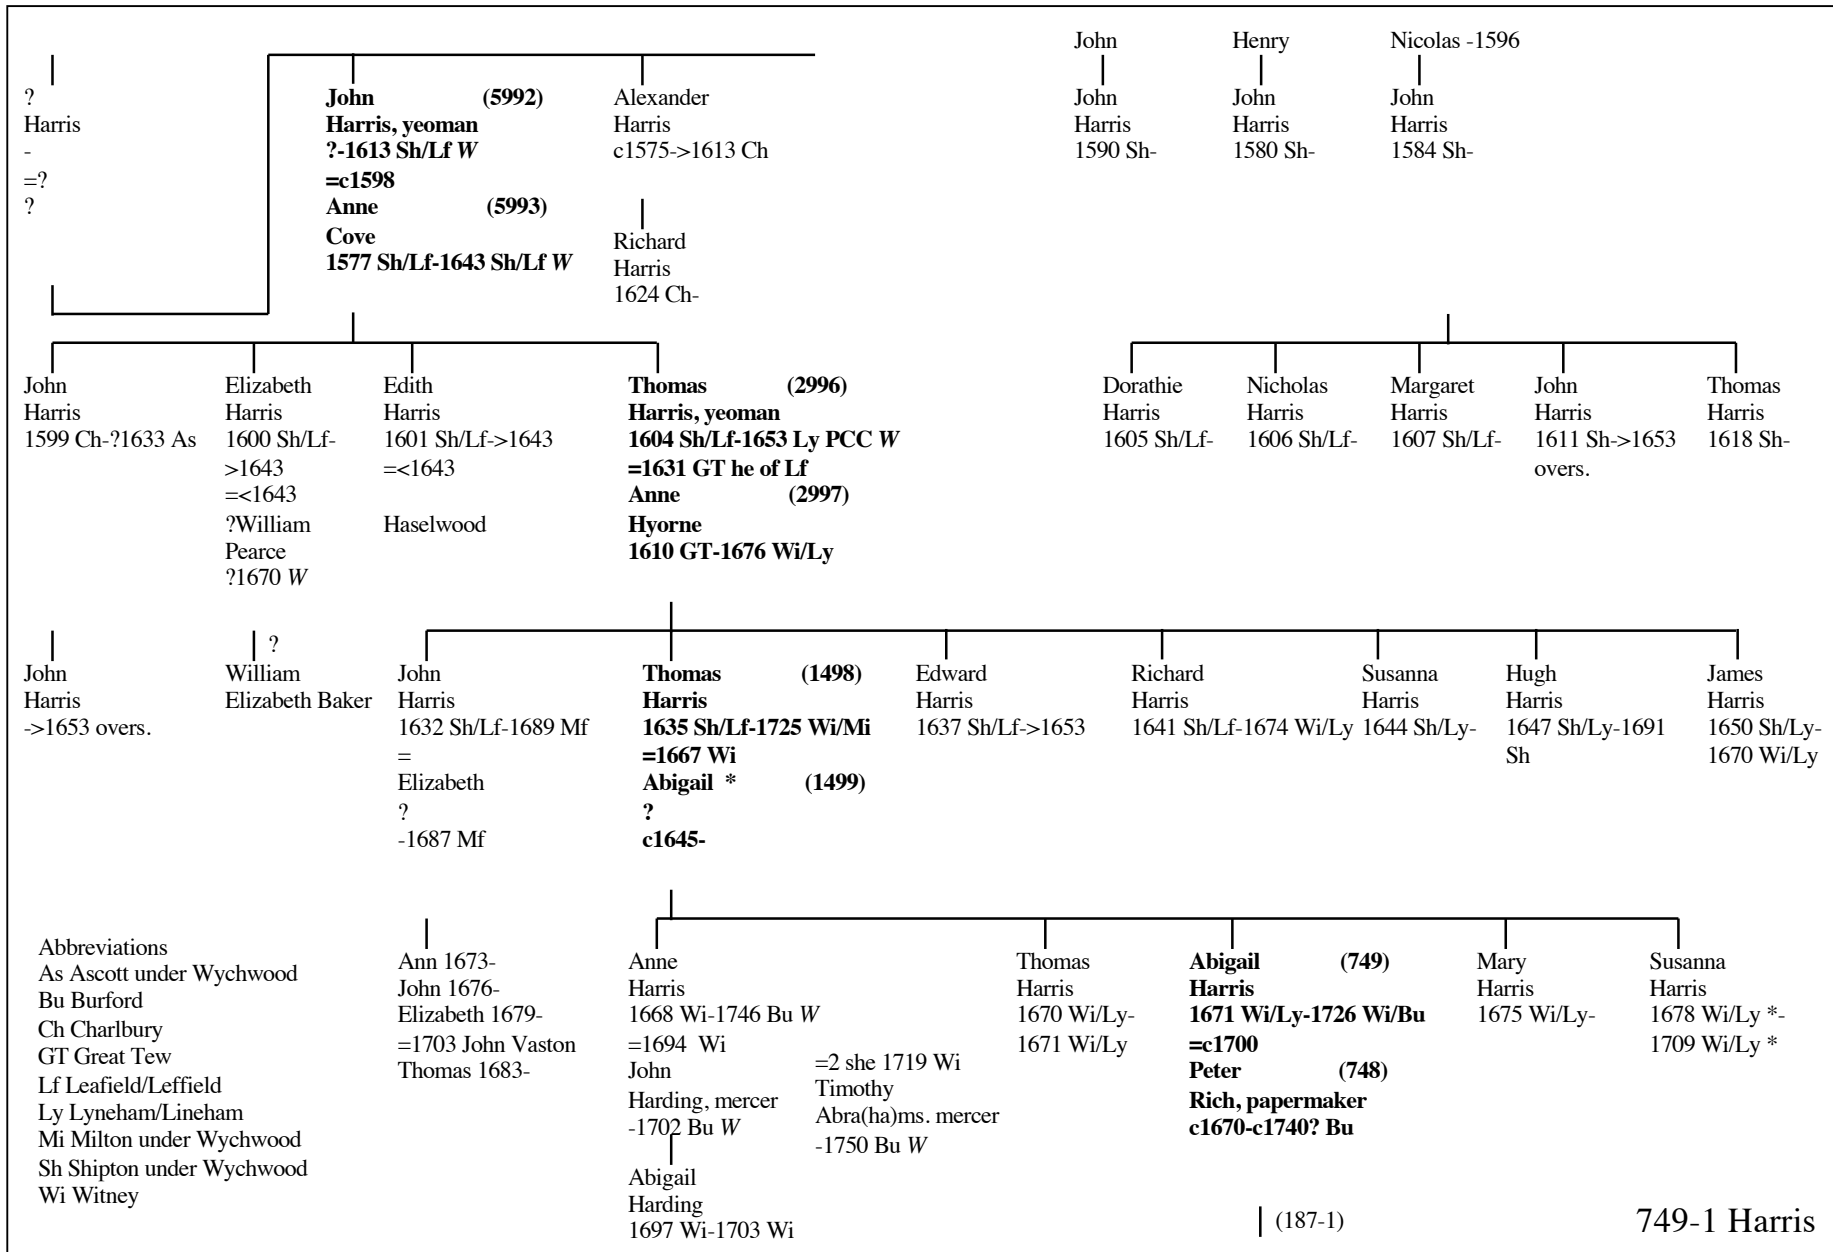 John
Henry
Nicolas -1596
?
Harris
-
=?
?
John (5992)
Harris, yeoman
?-1613 Sh/Lf W
=c1598
Anne (5993)
Cove
1577 Sh/Lf-1643 Sh/Lf W
Alexander
Harris
c1575->1613 Ch
Richard
Harris
1624 Ch-
John
Harris
1590 Sh-
John
Harris
1580 Sh-
John
Harris
1584 Sh-
John
Harris
1599 Ch-?1633 As
Elizabeth
Harris
1600 Sh/Lf-
>1643
=<1643
?William
Pearce
?1670 W
Edith
Harris
1601 Sh/Lf->1643
=<1643
Haselwood
Thomas (2996)
Harris, yeoman
1604 Sh/Lf-1653 Ly PCC W
=1631 GT he of Lf
Anne (2997)
Hyorne
1610 GT-1676 Wi/Ly
Dorathie
Harris
1605 Sh/Lf-
Nicholas
Harris
1606 Sh/Lf-
Margaret
Harris
1607 Sh/Lf-
John
Harris
1611 Sh->1653
overs.
Thomas
Harris
1618 Sh-
John
Harris
->1653 overs.
?
William
Elizabeth Baker
John
Harris
1632 Sh/Lf-1689 Mf
=
Elizabeth
?
-1687 Mf
Thomas (1498)
Harris
1635 Sh/Lf-1725 Wi/Mi
=1667 Wi
Abigail * (1499)
?
c1645-
Edward
Harris
1637 Sh/Lf->1653
Richard
Harris
1641 Sh/Lf-1674 Wi/Ly
Susanna
Harris
1644 Sh/Ly-
Hugh
Harris
1647 Sh/Ly-1691
Sh
James
Harris
1650 Sh/Ly-
1670 Wi/Ly
Abbreviations
As Ascott under Wychwood
Bu Burford
Ch Charlbury
GT Great Tew
Lf Leafield/Leffield
Ly Lyneham/Lineham
Mi Milton under Wychwood
Sh Shipton under Wychwood
Wi Witney
Ann 1673-
John 1676-
Elizabeth 1679-
=1703 John Vaston
Thomas 1683-
Anne
Harris
1668 Wi-1746 Bu W
=1694 Wi
John
Harding, mercer
-1702 Bu W
=2 she 1719 Wi
Timothy
Abra(ha)ms. mercer
-1750 Bu W
Abigail
Harding
1697 Wi-1703 Wi
Thomas
Harris
1670 Wi/Ly-
1671 Wi/Ly
Abigail (749)
Harris
1671 Wi/Ly-1726 Wi/Bu
=c1700
Peter (748)
Rich, papermaker
c1670-c1740? Bu
Mary
Harris
1675 Wi/Ly-
Susanna
Harris
1678 Wi/Ly *-
1709 Wi/Ly *
(187-1)
749-1 Harris